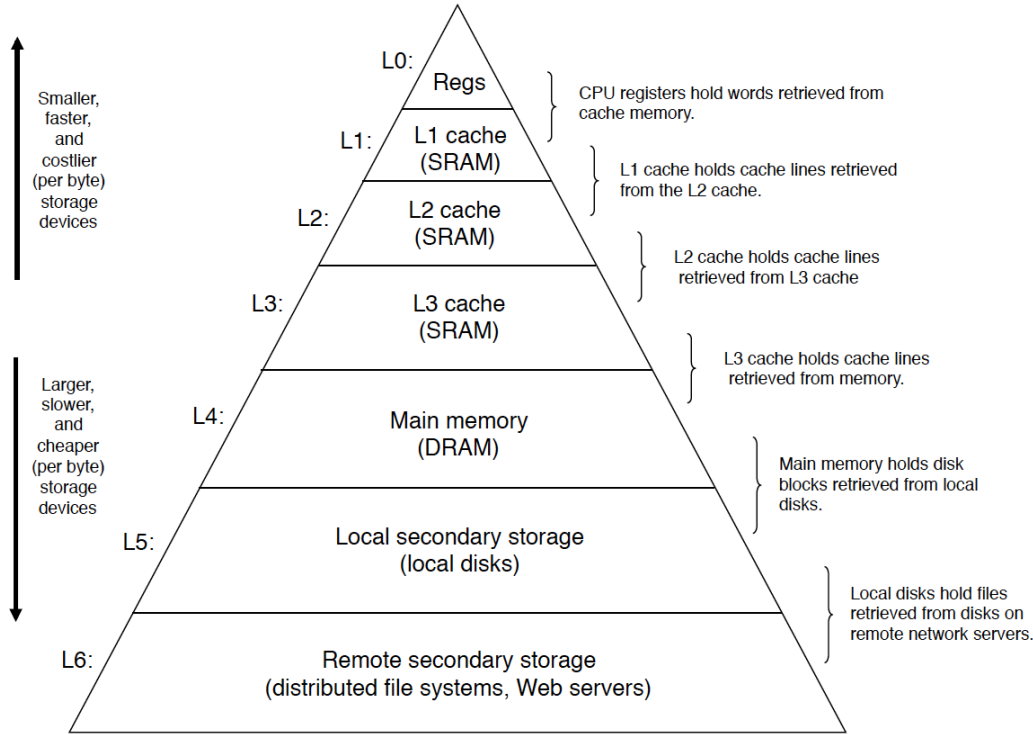 L0:
Regs
CPU registers hold words retrieved from
cache memory.
Smaller,
faster,
and
costlier
(per byte)
storage
devices
L1:
L1 cache
(SRAM)
L1 cache holds cache lines retrieved
from the L2 cache.
L2:
L2 cache
(SRAM)
L2 cache holds cache lines
retrieved from L3 cache
L3:
L3 cache
(SRAM)
L3 cache holds cache lines
retrieved from memory.
Larger,
slower,
and
cheaper
(per byte)
storage
devices
L4:
Main memory
(DRAM)
Main memory holds disk
blocks retrieved from local
disks.
L5:
Local secondary storage
(local disks)
Local disks hold files
retrieved from disks on
remote network servers.
L6:
Remote secondary storage
(distributed file systems, Web servers)